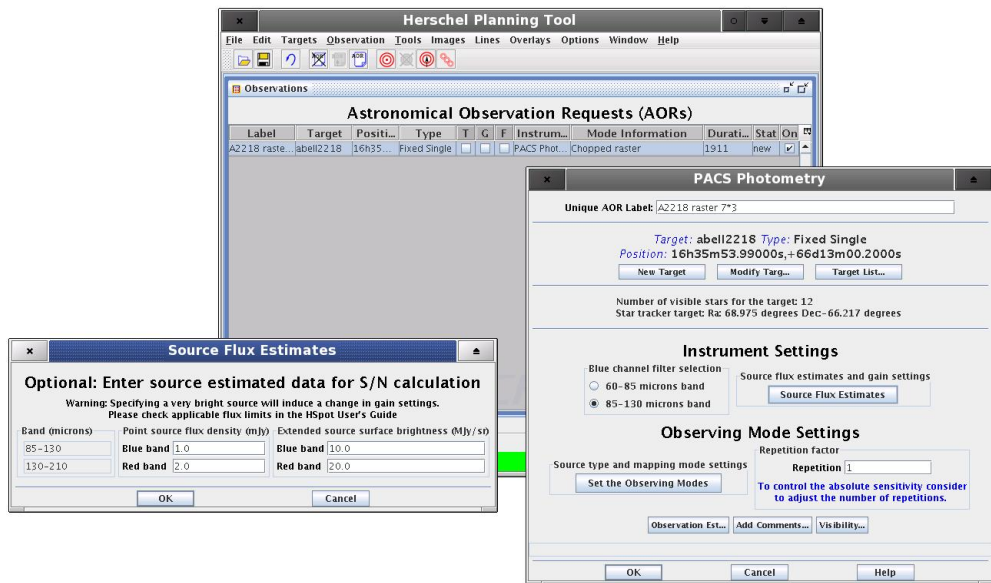 Herschel Planning Tool
File Edit Targets Observation Tools Images Lines Overlays Options Window Help
Observations
Astronomical Observation Requests (AORs)
Label Target Positi... Type T G F Instrum... Mode Information Durati... Stat On
A2218 raste... abell2218 16h35... Fixed Single PACS Phot... Chopped raster 1911 new
PACS Photometry
Unique AOR Label: A2218 raster 7*3
Target: abell2218 Type: Fixed Single
Position: 16h35m53.99000s,+66d13m00.2000s
New Target Modify Targ... Target List...
Number of visible stars for the target: 12
Star tracker target: Ra: 68.975 degrees Dec:-66.217 degrees
Instrument Settings
Blue channel filter selection
60-85 microns band
85-130 microns band
Source flux estimates and gain settings
Source Flux Estimates
Observing Mode Settings
Source type and mapping mode settings
Set the Observing Modes
Repetition factor
Repetition 1
To control the absolute sensitivity consider
to adjust the number of repetitions.
Observation Est... Add Comments... Visibility...
OK Cancel Help
Source Flux Estimates
Optional: Enter source estimated data for S/N calculation
Warning: Specifying a very bright source will induce a change in gain settings.
Please check applicable flux limits in the HSpot User's Guide
Band (microns) Point source flux density (mJy) Extended source surface brightness (MJy/sr)
85-130 Blue band 1.0 Blue band 10.0
130-210 Red band 2.0 Red band 20.0
OK Cancel